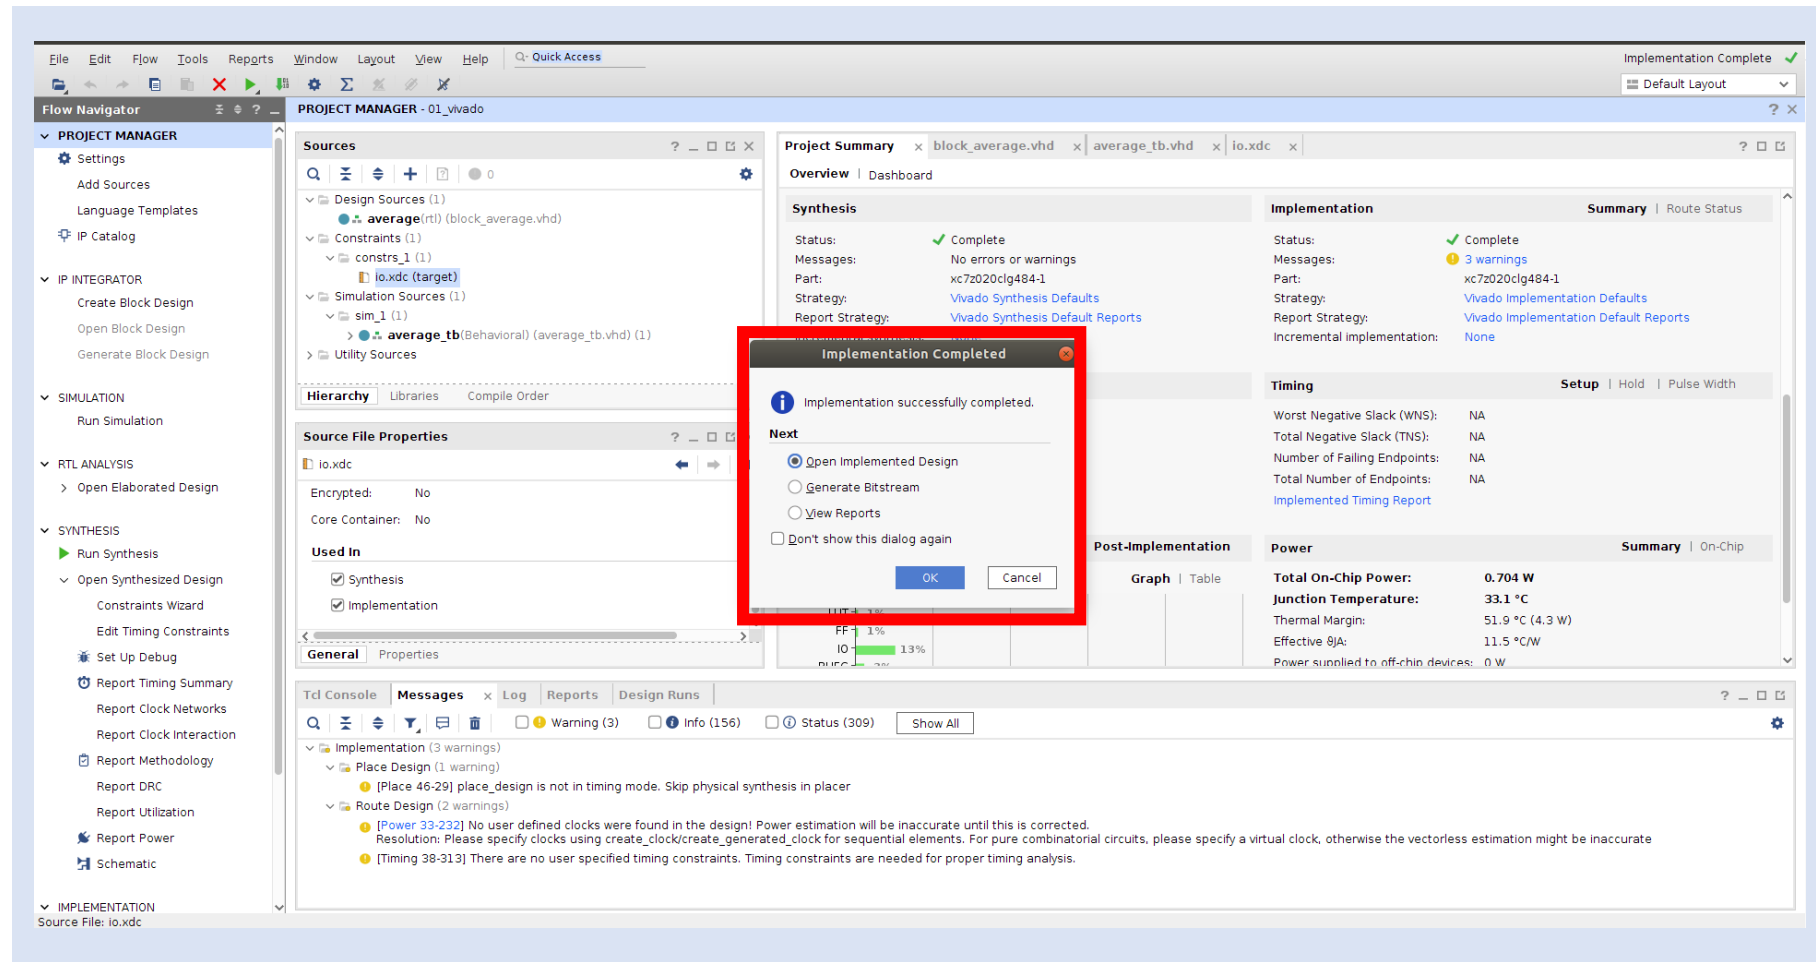 File Edit Flow Tools Reports Window Layout View Help Quick Access Implementation Complete
Default Layout
Flow Navigator ? _
PROJECT MANAGER - 01_vivado ? X
PROJECT MANAGER
Settings
Add Sources
Language Templates
IP Catalog
IP INTEGRATOR
Create Block Design
Open Block Design
Generate Block Design
SIMULATION
Run Simulation
RTL ANALYSIS
Open Elaborated Design
SYNTHESIS
Run Synthesis
Open Synthesized Design
Constraints Wizard
Edit Timing Constraints
Set Up Debug
Report Timing Summary
Report Clock Networks
Report Clock Interaction
Report Methodology
Report DRC
Report Utilization
Report Power
Schematic
IMPLEMENTATION
Source File: io.xdc
Sources
0
Design Sources (1)
average(rtl) (block_average.vhd)
Constraints (1)
constrs_1 (1)
io.xdc (target)
Simulation Sources (1)
sim_1 (1)
average_tb(Behavioral) (average_tb.vhd) (1)
Utility Sources
Hierarchy Libraries Compile Order
Source File Properties
io.xdc
Encrypted: No
Core Container: No
Used In
Synthesis
Implementation
General Properties
Project Summary x block_average.vhd x average_tb.vhd x io.xdc x
Overview | Dashboard
Synthesis
Status: Complete
Messages: No errors or warnings
Part: xc7z020clg484-1
Strategy: Vivado Synthesis Defaults
Report Strategy: Vivado Synthesis Default Reports
Implementation Summary | Route Status
Status: Complete
Messages: 3 warnings
Part: xc7z020clg484-1
Strategy: Vivado Implementation Defaults
Report Strategy: Vivado Implementation Default Reports
Incremental implementation: None
Implementation Completed
Implementation successfully completed.
Next
Open Implemented Design
Generate Bitstream
View Reports
Don't show this dialog again
OK Cancel
Timing Setup | Hold | Pulse Width
Worst Negative Slack (WNS): NA
Total Negative Slack (TNS): NA
Number of Failing Endpoints: NA
Total Number of Endpoints: NA
Implemented Timing Report
Post-Implementation
Graph | Table
LUT 1%
FF 1%
IO 13%
Power Summary | On-Chip
Total On-Chip Power: 0.704 W
Junction Temperature: 33.1 °C
Thermal Margin: 51.9 °C (4.3 W)
Effective ϑJA: 11.5 °C/W
Power supplied to off-chip devices: 0 W
Tcl Console Messages x Log Reports Design Runs
Warning (3) Info (156) Status (309) Show All
Implementation (3 warnings)
Place Design (1 warning)
[Place 46-29] place_design is not in timing mode. Skip physical synthesis in placer
Route Design (2 warnings)
[Power 33-232] No user defined clocks were found in the design! Power estimation will be inaccurate until this is corrected.
Resolution: Please specify clocks using create_clock/create_generated_clock for sequential elements. For pure combinatorial circuits, please specify a virtual clock, otherwise the vectorless estimation might be inaccurate
[Timing 38-313] There are no user specified timing constraints. Timing constraints are needed for proper timing analysis.